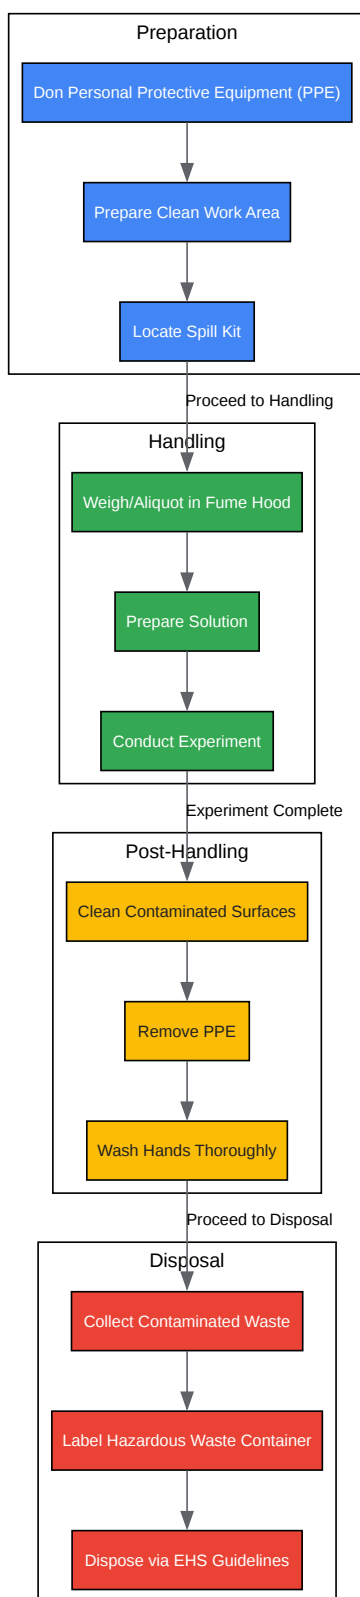 Preparation
Don Personal Protective Equipment (PPE)
Prepare Clean Work Area
Locate Spill Kit
Proceed to Handling
Handling
Weigh/Aliquot in Fume Hood
Prepare Solution
Conduct Experiment
Experiment Complete
Post-Handling
Clean Contaminated Surfaces
Remove PPE
Wash Hands Thoroughly
Proceed to Disposal
Disposal
Collect Contaminated Waste
Label Hazardous Waste Container
Dispose via EHS Guidelines